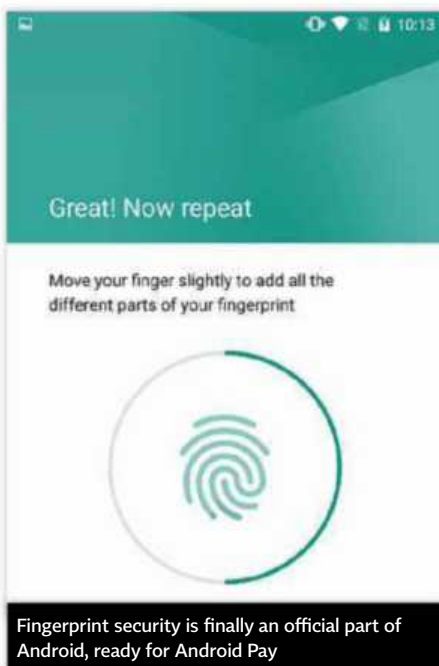 10:13
Great! Now repeat
Move your finger slightly to add all the
different parts of your fingerprint
Fingerprint security is finally an official part of
Android, ready for Android Pay